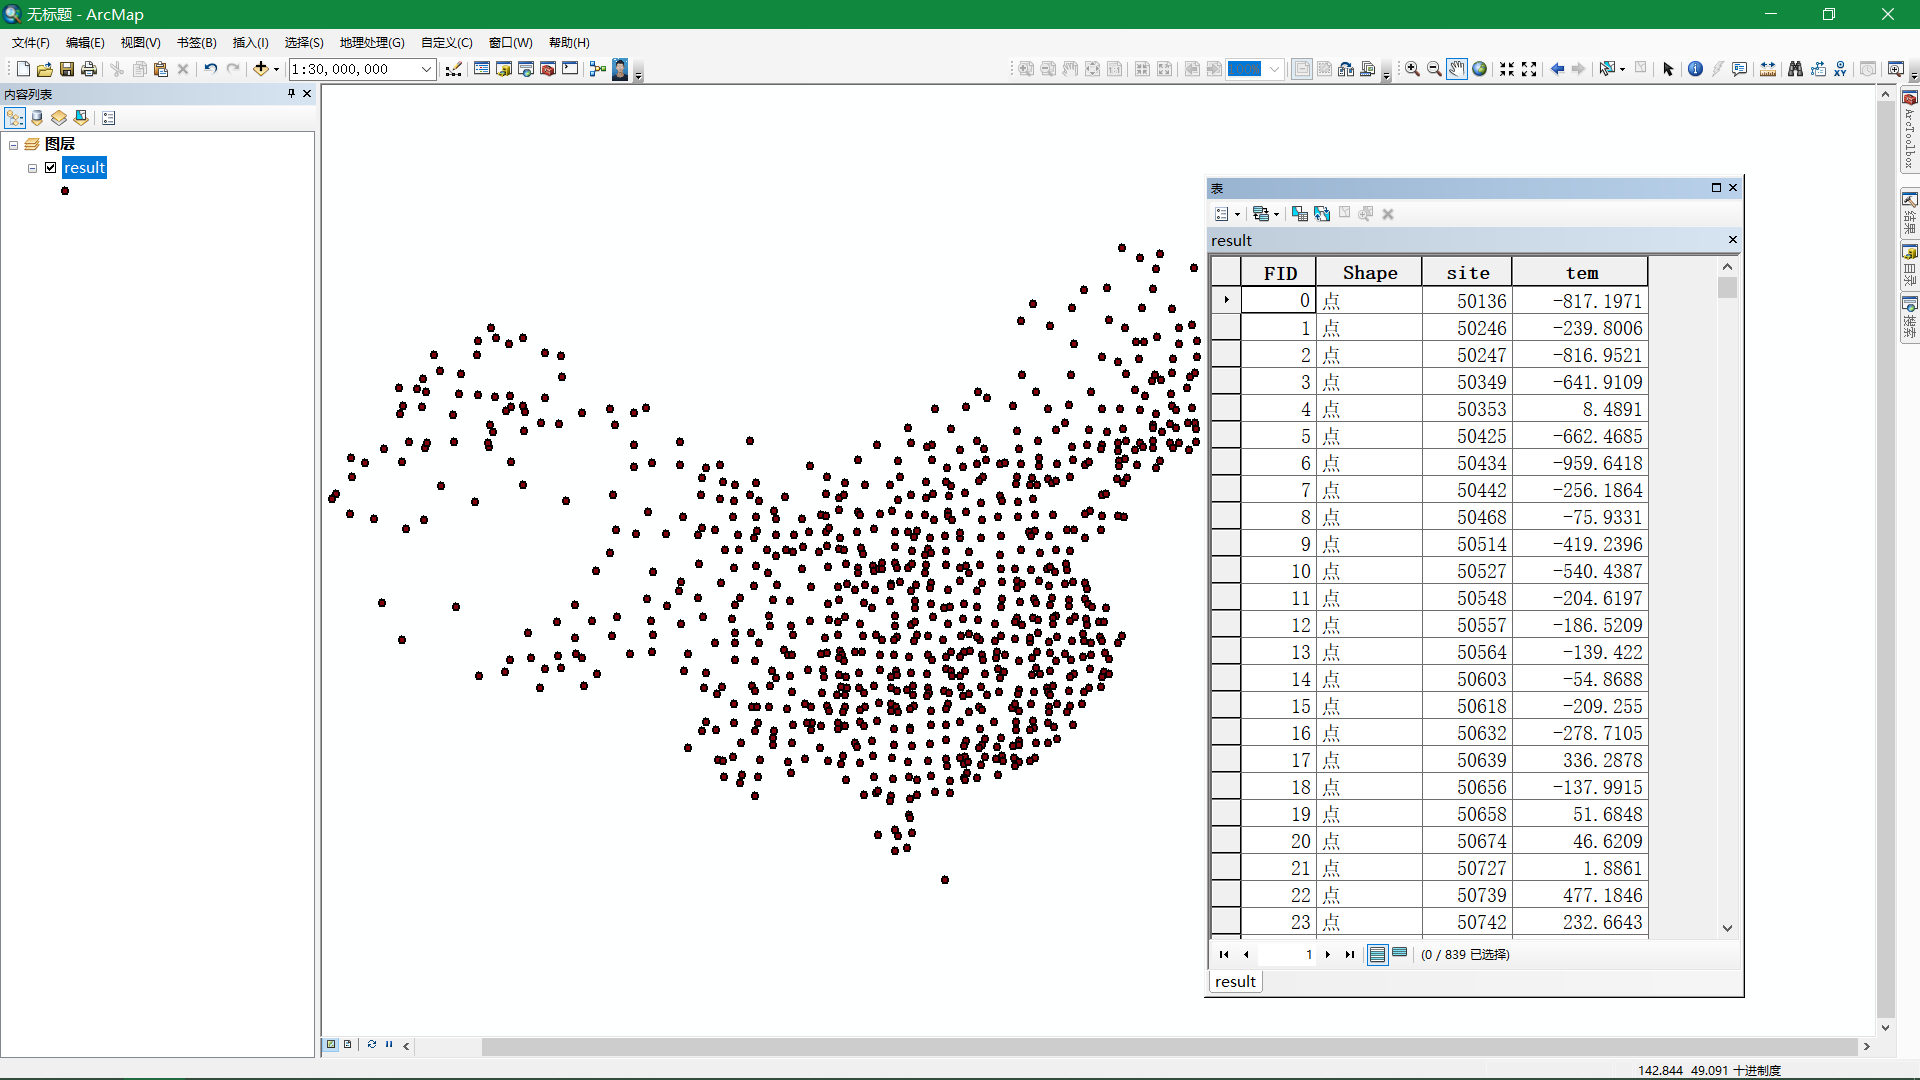 无标题 - ArcMap
文件(F) 编辑(E) 视图(V) 书签(B) 插入(I) 选择(S) 地理处理(G) 自定义(C) 窗口(W) 帮助(H)
1:30,000,000
100%
内容列表
图层
result
表
result
FID Shape site tem
0 点 50136 -817.1971
1 点 50246 -239.8006
2 点 50247 -816.9521
3 点 50349 -641.9109
4 点 50353 8.4891
5 点 50425 -662.4685
6 点 50434 -959.6418
7 点 50442 -256.1864
8 点 50468 -75.9331
9 点 50514 -419.2396
10 点 50527 -540.4387
11 点 50548 -204.6197
12 点 50557 -186.5209
13 点 50564 -139.422
14 点 50603 -54.8688
15 点 50618 -209.255
16 点 50632 -278.7105
17 点 50639 336.2878
18 点 50656 -137.9915
19 点 50658 51.6848
20 点 50674 46.6209
21 点 50727 1.8861
22 点 50739 477.1846
23 点 50742 232.6643
1
(0 / 839 已选择)
result
ArcToolbox
结果
目录
搜索
142.844 49.091 十进制度